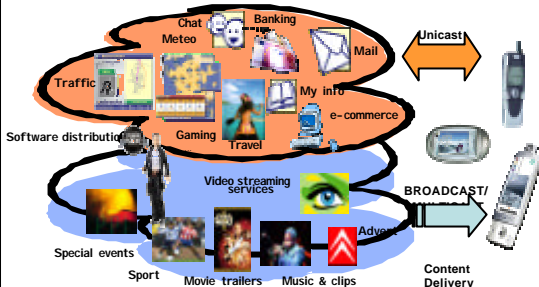 Chat
Banking
Meteo
Mail
Unicast
Traffic
My info
e-commerce
Gaming
Travel
Software distributio
Video streaming
services
BROADCAST/
Advert
Special events
Sport
Movie trailers
Music & clips
Content
Delivery